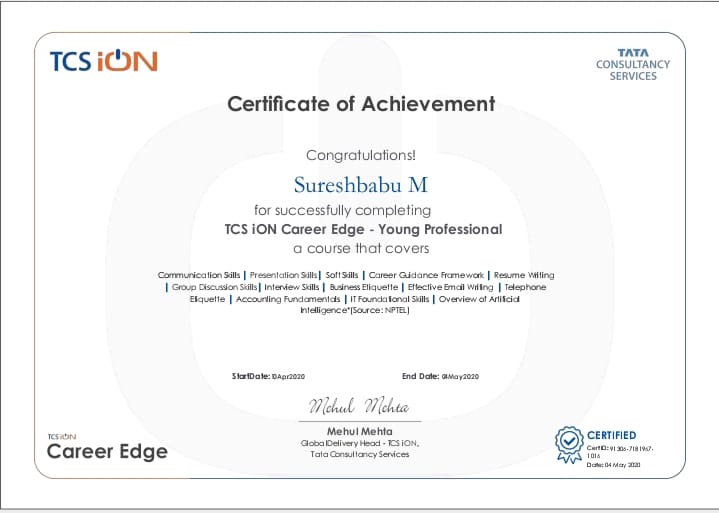 TCS iON
TATA
CONSULTANCY
SERVICES
Certificate of Achievement
Congratulations!
Sureshbabu M
for successfully completing
TCS iON Career Edge - Young Professional
a course that covers
Communication Skills | Presentation Skills | Soft Skills | Career Guidance Framework | Resume Writing
| Group Discussion Skills | Interview Skills | Business Etiquette | Effective Email Writing | Telephone
Etiquette | Accounting Fundamentals | IT Foundational Skills | Overview of Artificial
Intelligence*(Source: NPTEL)
Start Date: 10 Apr 2020 End Date: 04 May 2020
Mehul Mehta
Mehul Mehta
Global Delivery Head - TCS iON,
Tata Consultancy Services
TCS iON
Career Edge
CERTIFIED
Cert ID: 91306-7181967-
1016
Date: 04 May 2020